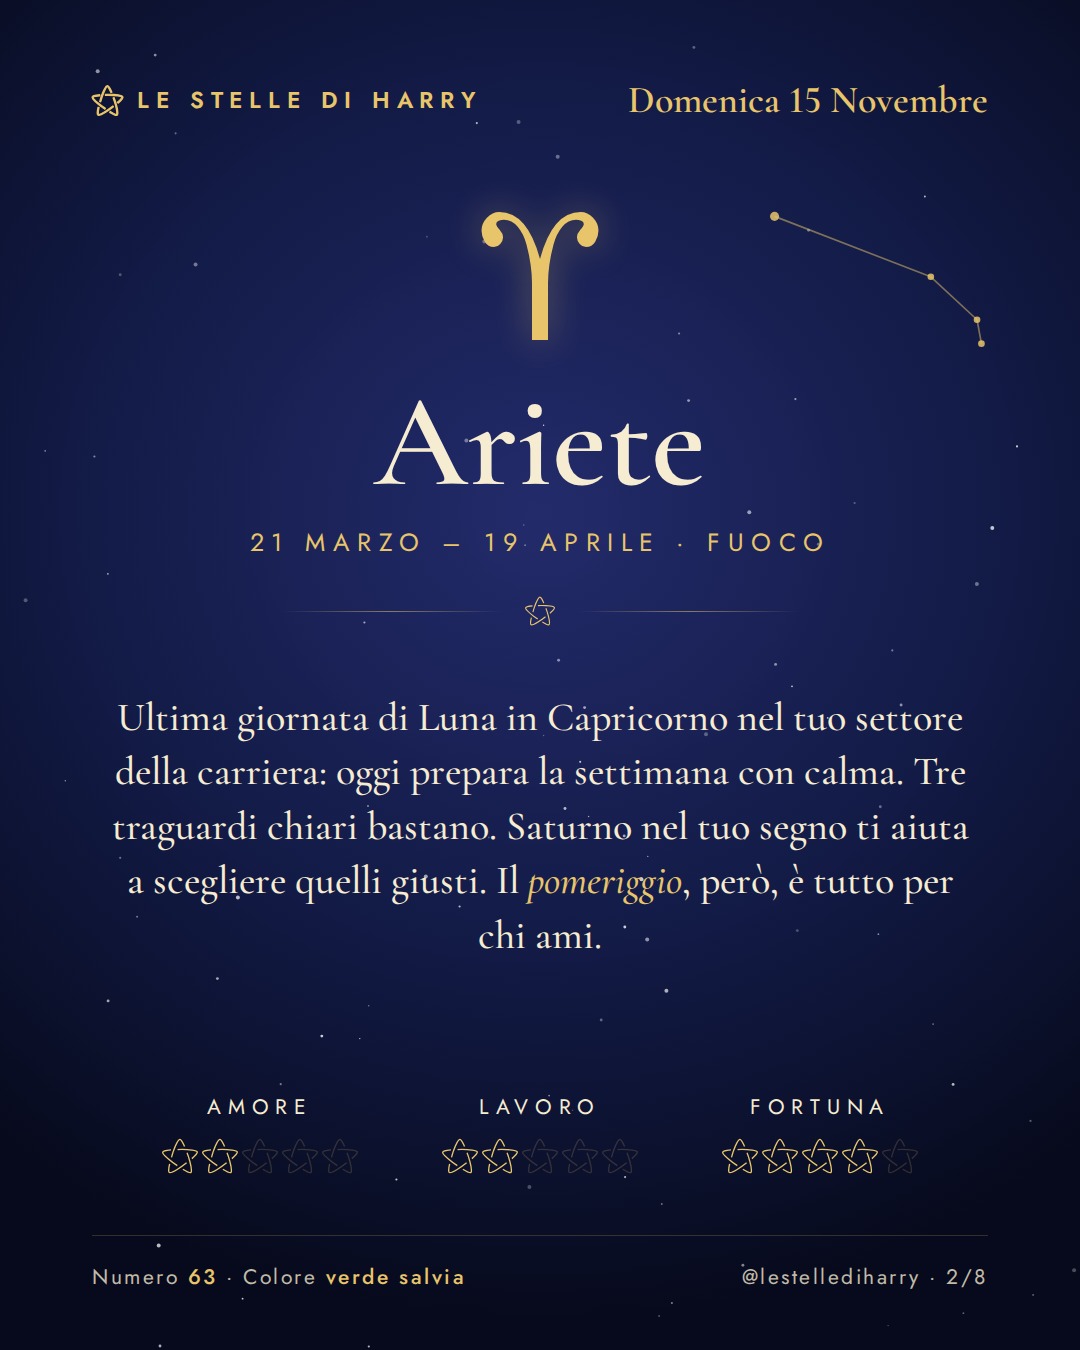 LE STELLE DI HARRY
Domenica 15 Novembre
Ariete
21 MARZO – 19 APRILE · FUOCO
Ultima giornata di Luna in Capricorno nel tuo settore
della carriera: oggi prepara la settimana con calma. Tre
traguardi chiari bastano. Saturno nel tuo segno ti aiuta
a scegliere quelli giusti. Il pomeriggio, però, è tutto per
chi ami.
AMORE
LAVORO
FORTUNA
Numero 63 · Colore verde salvia
@lestellediharry · 2/8